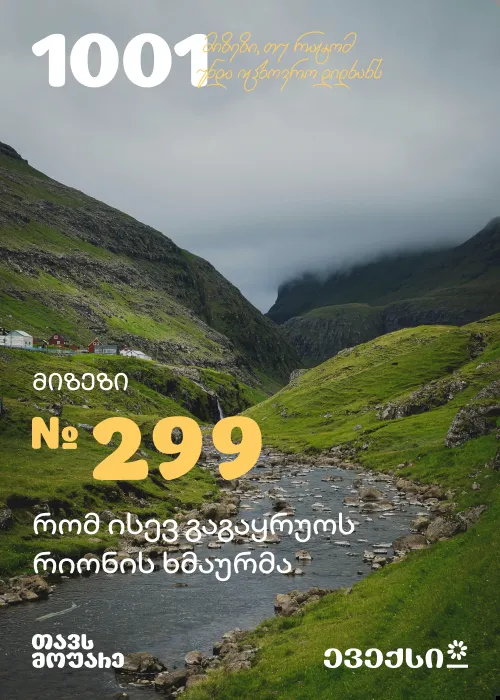 1001 მიზეზი, თუ რატომ
უნდა იცხოვრო დიდხანს
მიზეზი
№ 299
რომ ისევ გაგაყრუოს
რიონის ხმაურმა.
თავს
მოუარე
ევექსი